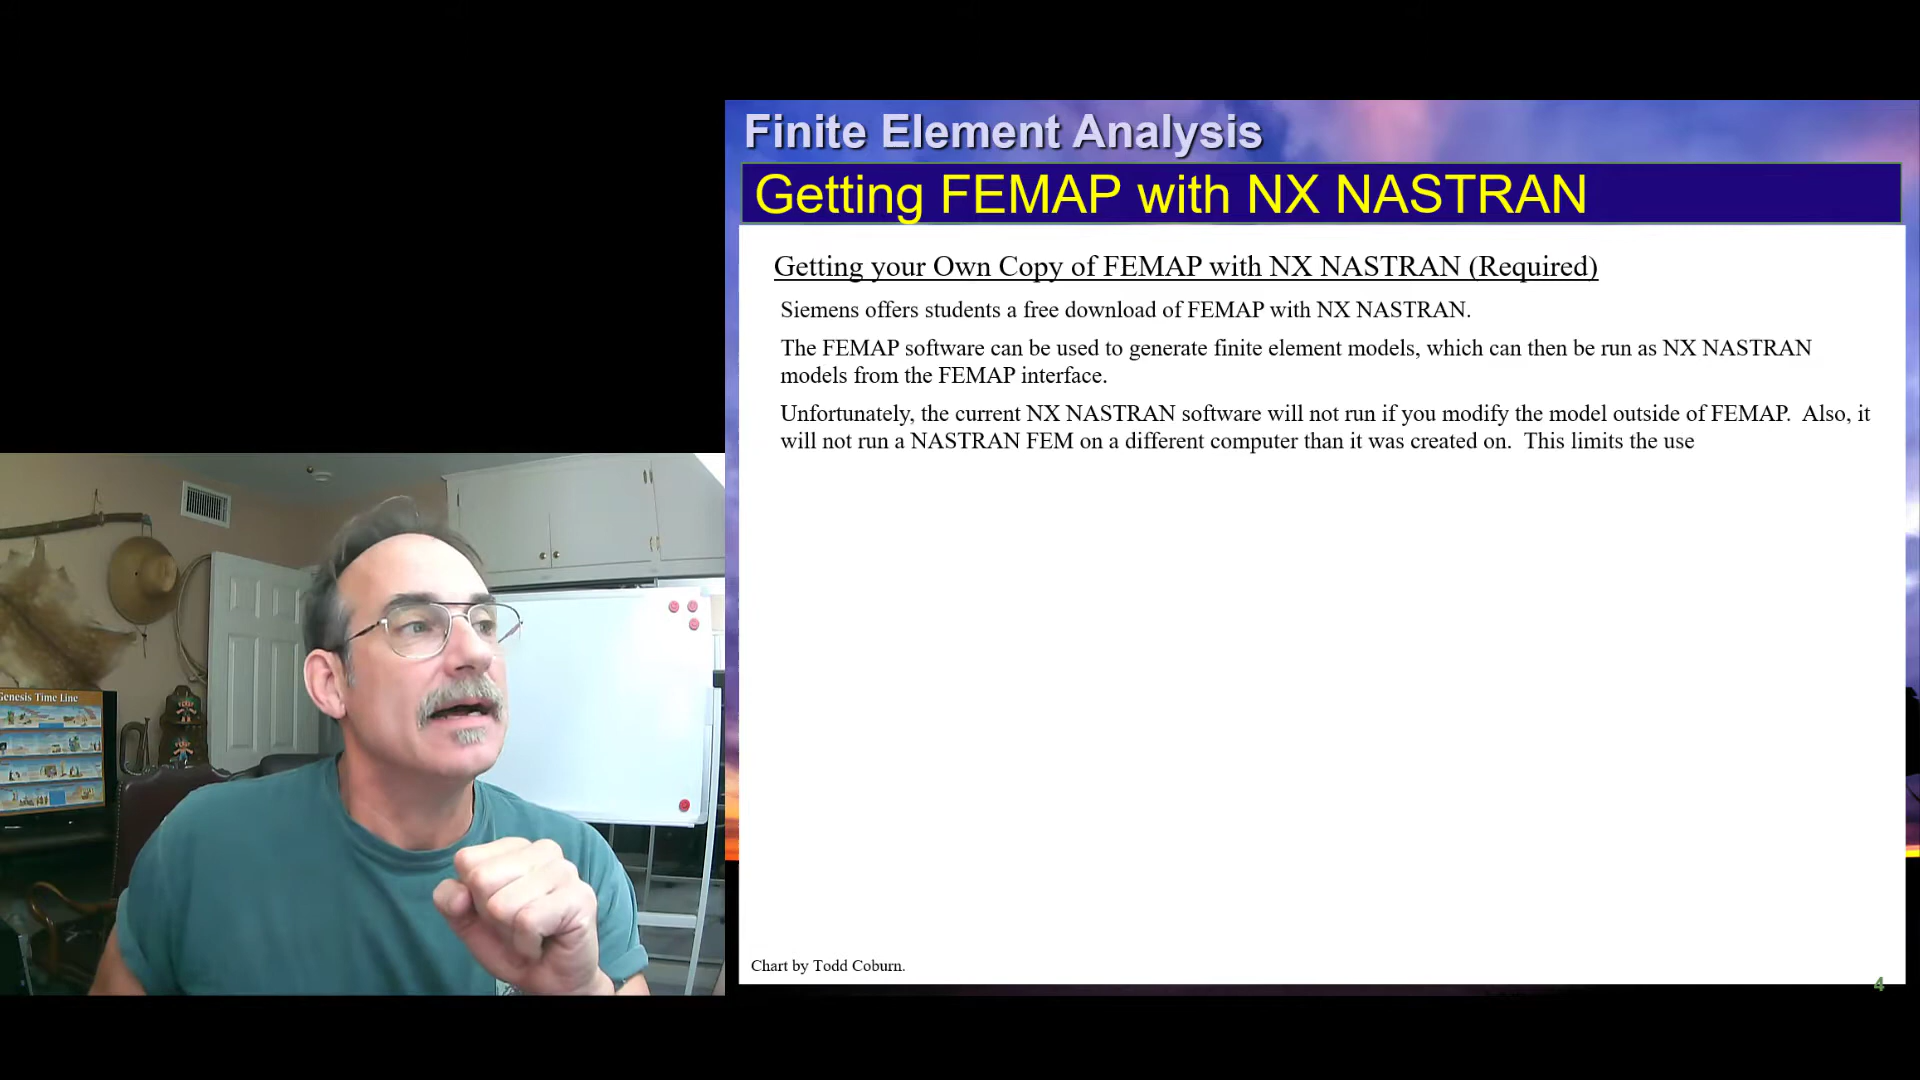 Finite Element Analysis
Getting FEMAP with NX NASTRAN
Getting your Own Copy of FEMAP with NX NASTRAN (Required)
Siemens offers students a free download of FEMAP with NX NASTRAN.
The FEMAP software can be used to generate finite element models, which can then be run as NX NASTRAN
models from the FEMAP interface.
Unfortunately, the current NX NASTRAN software will not run if you modify the model outside of FEMAP. Also, it
will not run a NASTRAN FEM on a different computer than it was created on. This limits the use
Genesis Time Line
Chart by Todd Coburn.
4